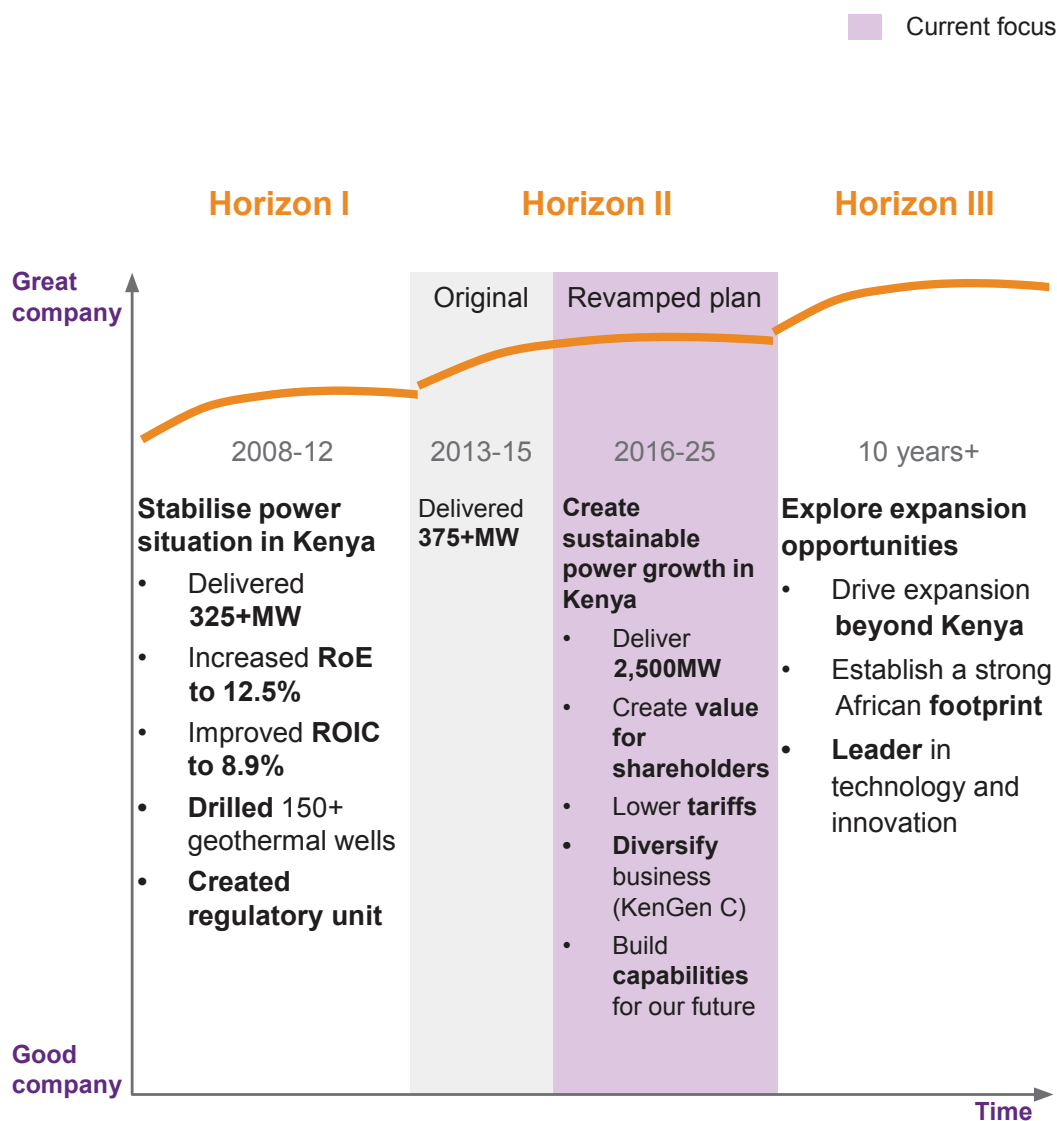 Current focus
Horizon I
Horizon II
Horizon III
Great
company
Original
Revamped plan
2008-12
2013-15
2016-25
10 years+
Stabilise power
situation in Kenya
• Delivered
325+MW
• Increased RoE
to 12.5%
• Improved ROIC
to 8.9%
• Drilled 150+
geothermal wells
• Created
regulatory unit
Delivered
375+MW
Create
sustainable
power growth in
Kenya
• Deliver
2,500MW
• Create value
for
shareholders
• Lower tariffs
• Diversify
business
(KenGen C)
• Build
capabilities
for our future
Explore expansion
opportunities
• Drive expansion
beyond Kenya
• Establish a strong
African footprint
• Leader in
technology and
innovation
Good
company
Time